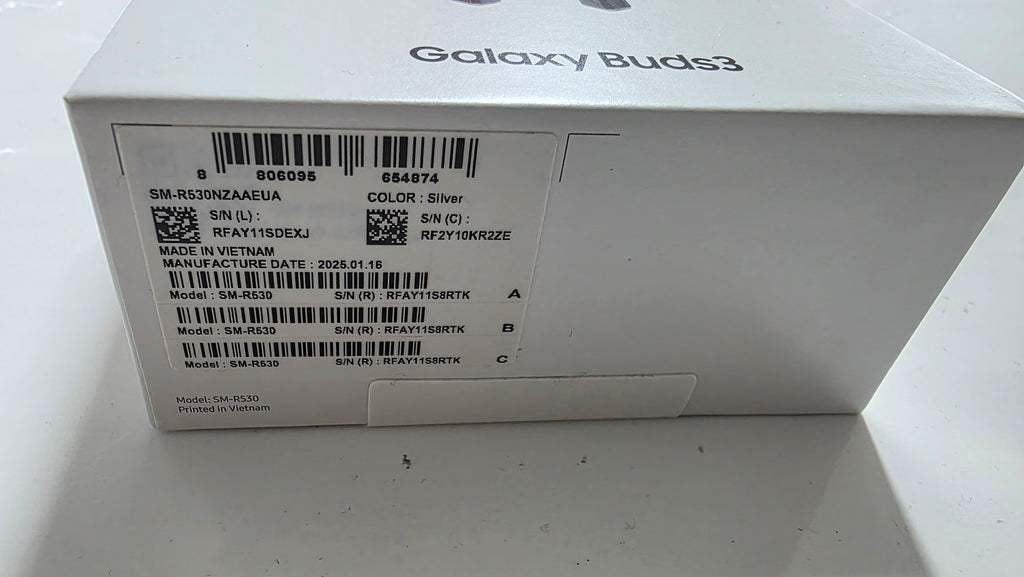 Galaxy Buds3
8 806095 654874
SM-R530NZAAEUA COLOR : Silver
S/N (L) : S/N (C) :
RFAY11SDEXJ RF2Y10KR2ZE
MADE IN VIETNAM
MANUFACTURE DATE : 2025.01.16
Model : SM-R530 S/N (R) : RFAY11S8RTK A
Model : SM-R530 S/N (R) : RFAY11S8RTK B
Model : SM-R530 S/N (R) : RFAY11S8RTK C
Model: SM-R530
Printed in Vietnam